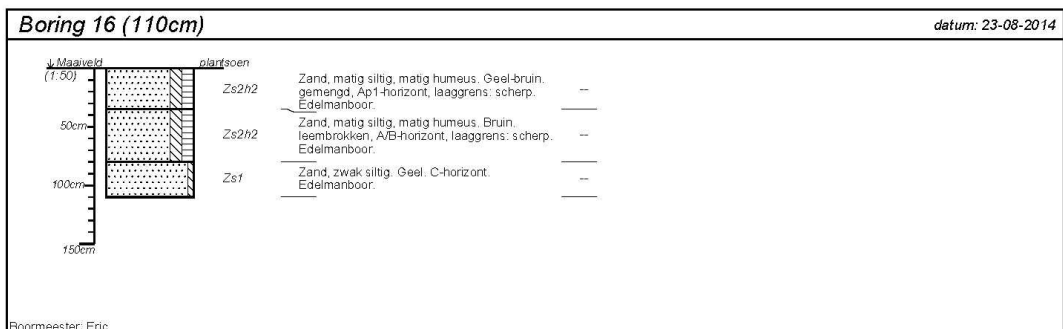 Boring 16 (110cm)
datum: 23-08-2014
↓ Maaiveld
plantsoen
(1:50)
Zs2h2
Zand, matig siltig, matig humeus. Geel-bruin.
gemengd, Ap1-horizont, laaggrens: scherp.
Edelmanboor.
--
50cm
Zs2h2
Zand, matig siltig, matig humeus. Bruin.
leembrokken, A/B-horizont, laaggrens: scherp.
Edelmanboor.
--
100cm
Zs1
Zand, zwak siltig. Geel. C-horizont.
Edelmanboor.
--
150cm
Boormeester: Eric